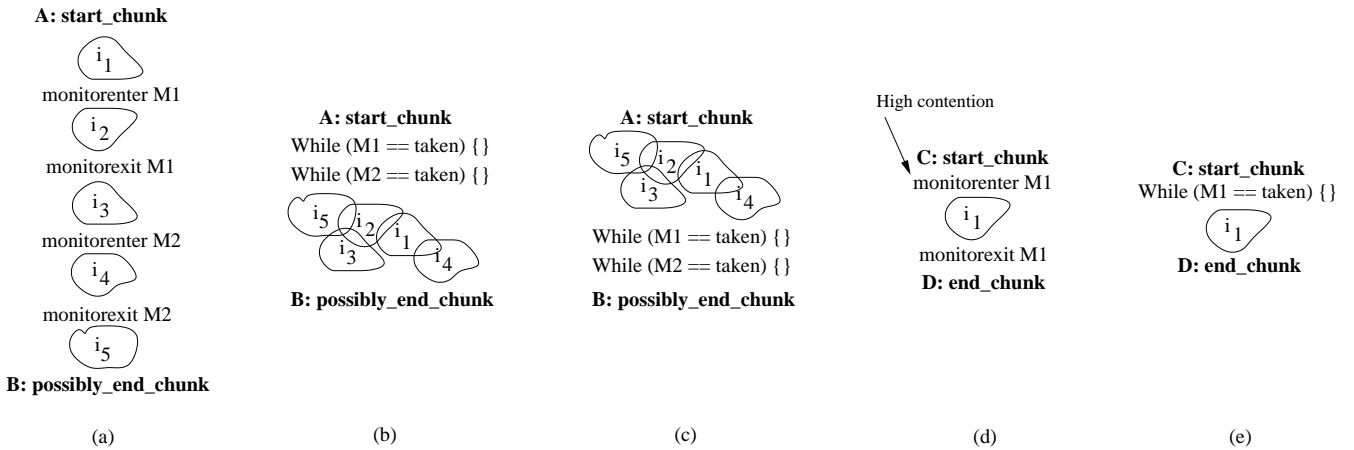 A: start_chunk
i1
monitorenter M1
i2
monitorexit M1
i3
monitorenter M2
i4
monitorexit M2
i5
B: possibly_end_chunk
(a)
A: start_chunk
While (M1 == taken) { }
While (M2 == taken) { }
i5 i2 i1
i3 i4
B: possibly_end_chunk
(b)
A: start_chunk
i5 i2 i1
i3 i4
While (M1 == taken) { }
While (M2 == taken) { }
B: possibly_end_chunk
(c)
High contention
C: start_chunk
monitorenter M1
i1
monitorexit M1
D: end_chunk
(d)
C: start_chunk
While (M1 == taken) { }
i1
D: end_chunk
(e)